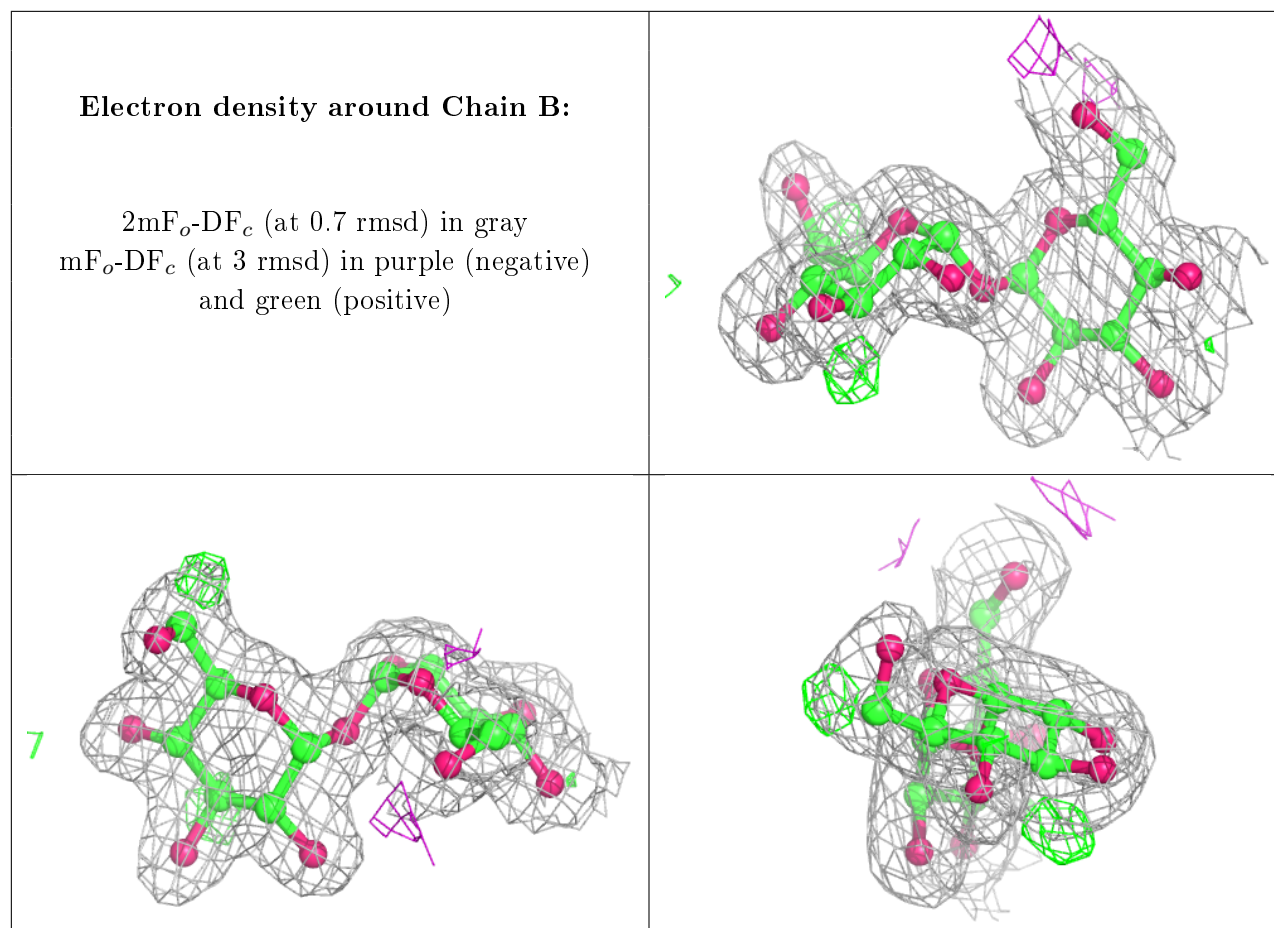 Electron density around Chain B:
2mFo-DFc (at 0.7 rmsd) in gray
mFo-DFc (at 3 rmsd) in purple (negative)
and green (positive)